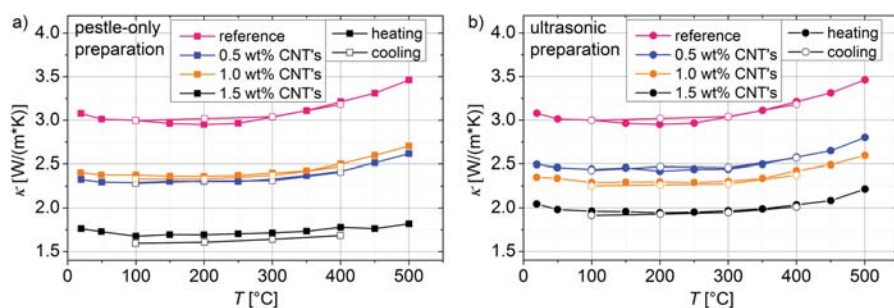 a)
pestle-only
preparation
reference
0.5 wt% CNT's
1.0 wt% CNT's
1.5 wt% CNT's
heating
cooling
κ [W/(m*K)]
3.5
3.0
2.5
2.0
1.5
0 100 200 300 400 500
T [°C]
b)
ultrasonic
preparation
reference
0.5 wt% CNT's
1.0 wt% CNT's
1.5 wt% CNT's
heating
cooling
κ [W/(m*K)]
4.0
3.5
3.0
2.5
2.0
1.5
0 100 200 300 400 500
T [°C]